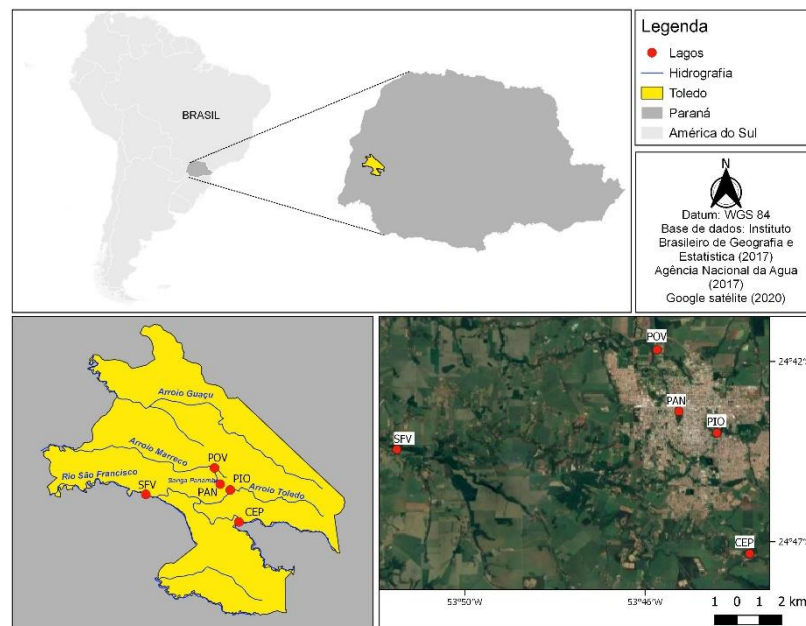 BRASIL
Legenda
Lagos
Hidrografia
Toledo
Paraná
América do Sul
N
Datum: WGS 84
Base de dados: Instituto
Brasileiro de Geografia e
Estatística (2017)
Agência Nacional da Agua
(2017)
Google satélite (2020)
Arroio Guaçu
Arroio Marreco
POV
Rio São Francisco
Sanga Panambi
PIO
SFV
PAN
Arroio Toledo
CEP
POV
24°42'S
PAN
PIO
SFV
CEP
24°47'S
53°50'W
53°46'W
1 0 1 2 km